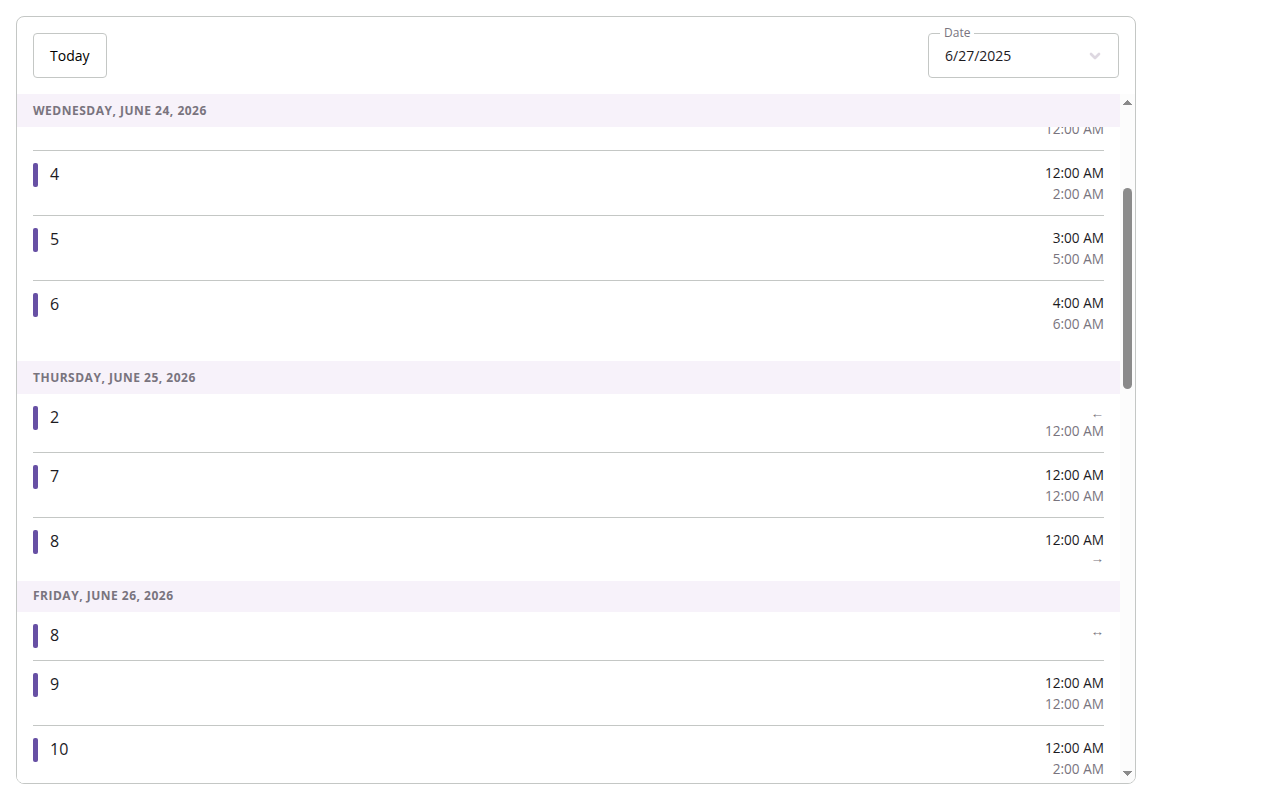 Today
Date
6/27/2025
WEDNESDAY, JUNE 24, 2026
12:00 AM
4
12:00 AM
2:00 AM
5
3:00 AM
5:00 AM
6
4:00 AM
6:00 AM
THURSDAY, JUNE 25, 2026
2
←
12:00 AM
7
12:00 AM
12:00 AM
8
12:00 AM
→
FRIDAY, JUNE 26, 2026
8
↔
9
12:00 AM
12:00 AM
10
12:00 AM
2:00 AM